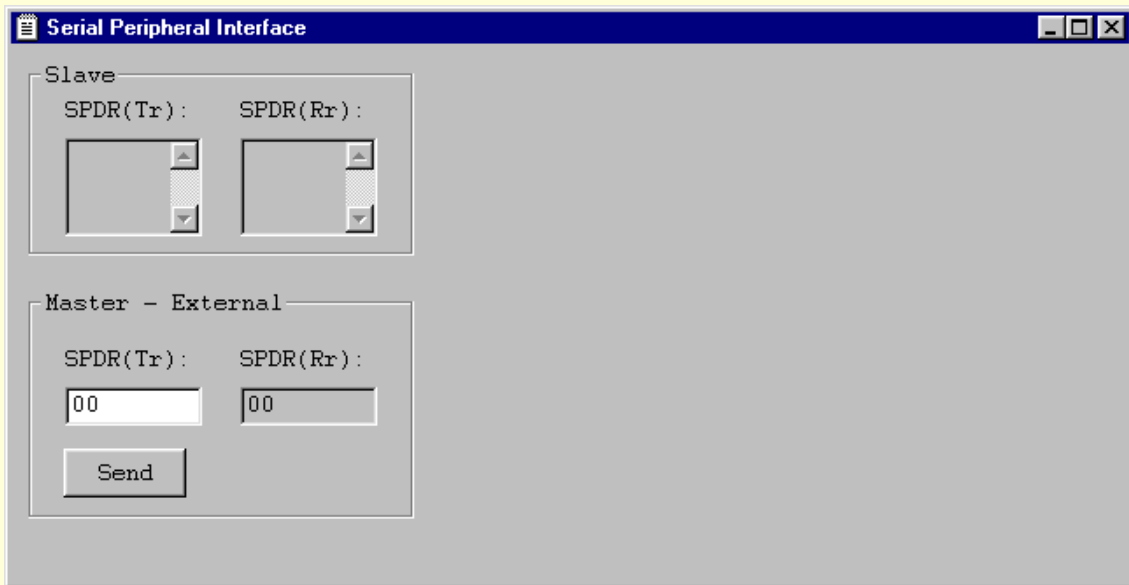 Serial Peripheral Interface
Slave
SPDR(Tr): SPDR(Rr):
Master - External
SPDR(Tr): SPDR(Rr):
00 00
Send